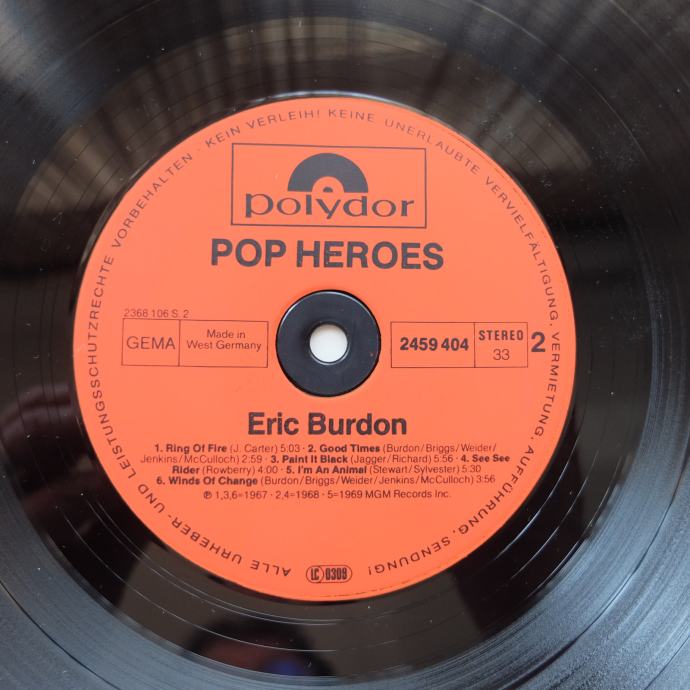 ALLE URHEBER- UND LEISTUNGSSCHUTZRECHTE VORBEHALTEN · KEIN VERLEIH! KEINE UNERLAUBTE VERVIELFÄLTIGUNG, VERMIETUNG, AUFFÜHRUNG, SENDUNG!
polydor
POP HEROES
2368 106 S. 2
GEMA
Made in
West Germany
2459 404
STEREO
33
2
Eric Burdon
1. Ring Of Fire (J. Carter) 5:03 · 2. Good Times (Burdon/Briggs/Weider/
Jenkins/McCulloch) 2:59 · 3. Paint It Black (Jagger/Richard) 5:56 · 4. See See
Rider (Rowberry) 4:00 · 5. I'm An Animal (Stewart/Sylvester) 5:30
6. Winds Of Change (Burdon/Briggs/Weider/Jenkins/McCulloch) 3:56
℗ 1,3,6=1967 · 2,4=1968 · 5=1969 MGM Records Inc.
LC 0309